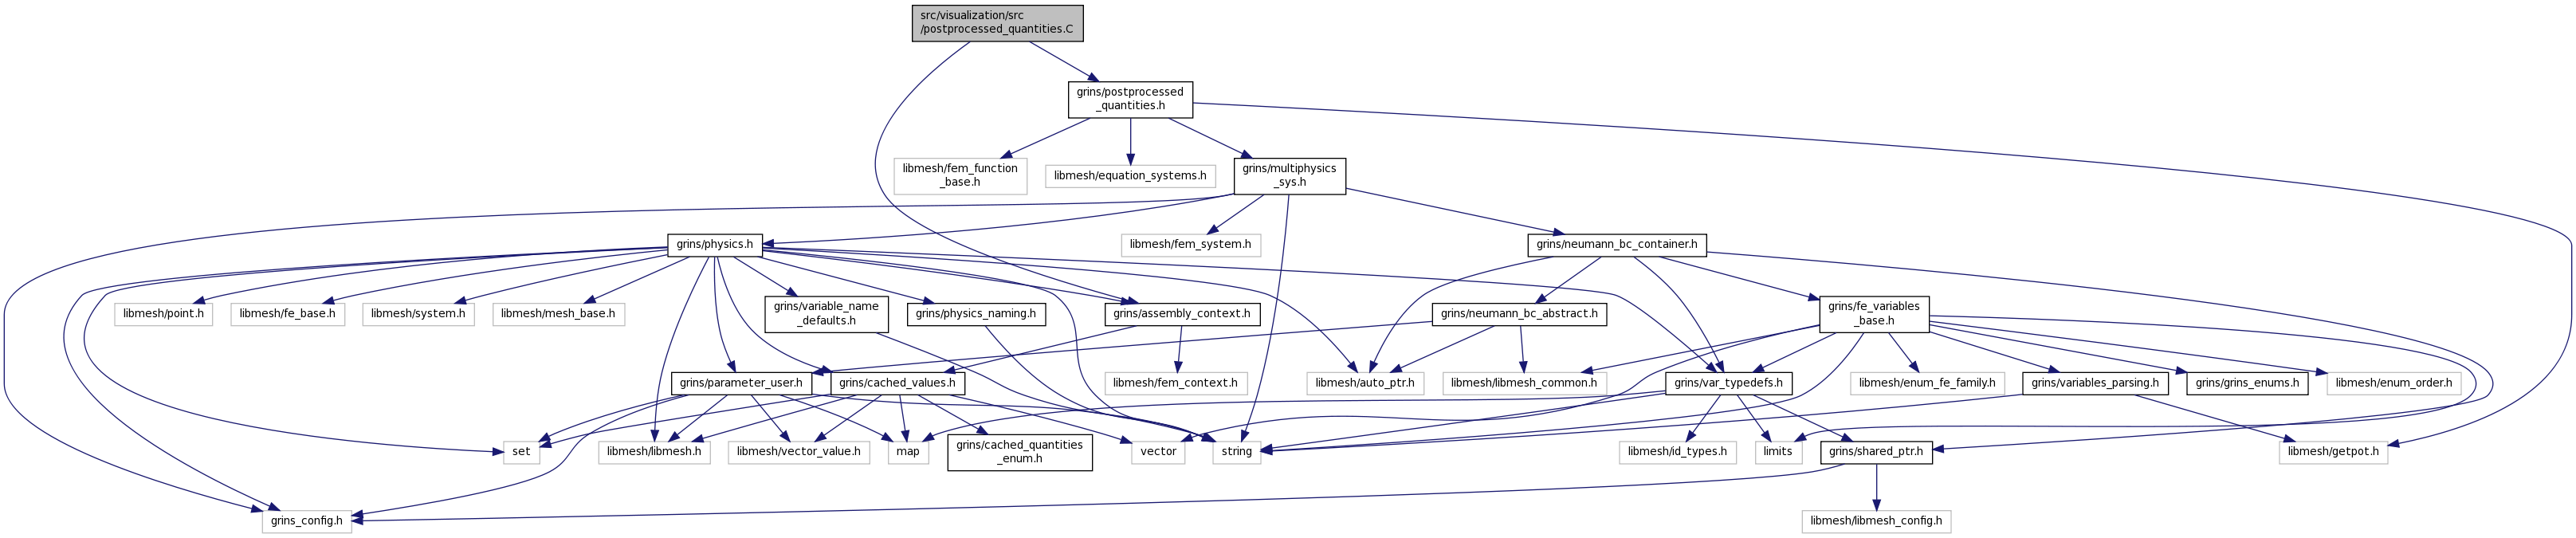 src/visualization/src
/postprocessed_quantities.C
grins/postprocessed
_quantities.h
libmesh/fem_function
_base.h
libmesh/equation_systems.h
grins/multiphysics
_sys.h
grins/physics.h
libmesh/fem_system.h
grins/neumann_bc_container.h
libmesh/point.h
libmesh/fe_base.h
libmesh/system.h
libmesh/mesh_base.h
grins/variable_name
_defaults.h
grins/physics_naming.h
grins/assembly_context.h
grins/neumann_bc_abstract.h
grins/fe_variables
_base.h
grins/parameter_user.h
grins/cached_values.h
libmesh/fem_context.h
libmesh/auto_ptr.h
libmesh/libmesh_common.h
grins/var_typedefs.h
libmesh/enum_fe_family.h
grins/variables_parsing.h
grins/grins_enums.h
libmesh/enum_order.h
set
libmesh/libmesh.h
libmesh/vector_value.h
map
grins/cached_quantities
_enum.h
vector
string
libmesh/id_types.h
limits
grins/shared_ptr.h
libmesh/getpot.h
grins_config.h
libmesh/libmesh_config.h